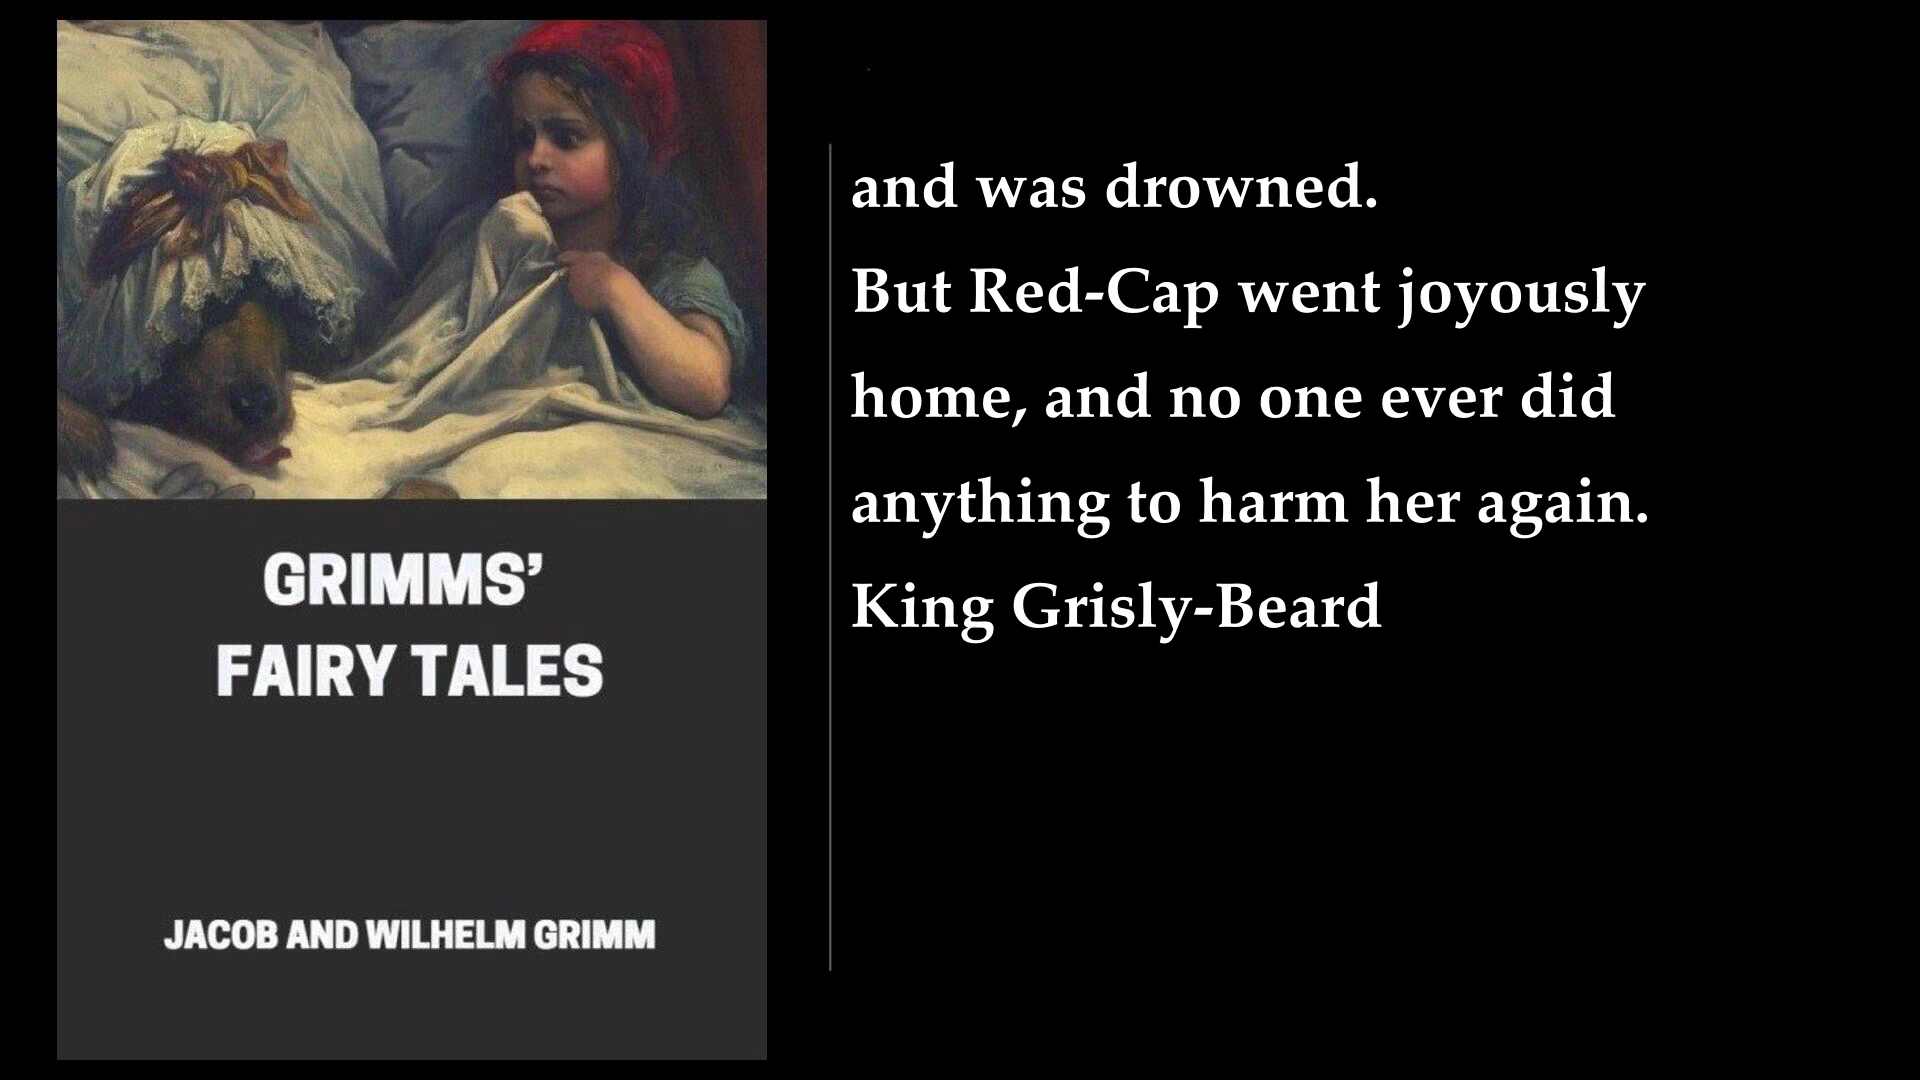 GRIMMS’
FAIRY TALES
JACOB AND WILHELM GRIMM
and was drowned.
But Red-Cap went joyously
home, and no one ever did
anything to harm her again.
King Grisly-Beard